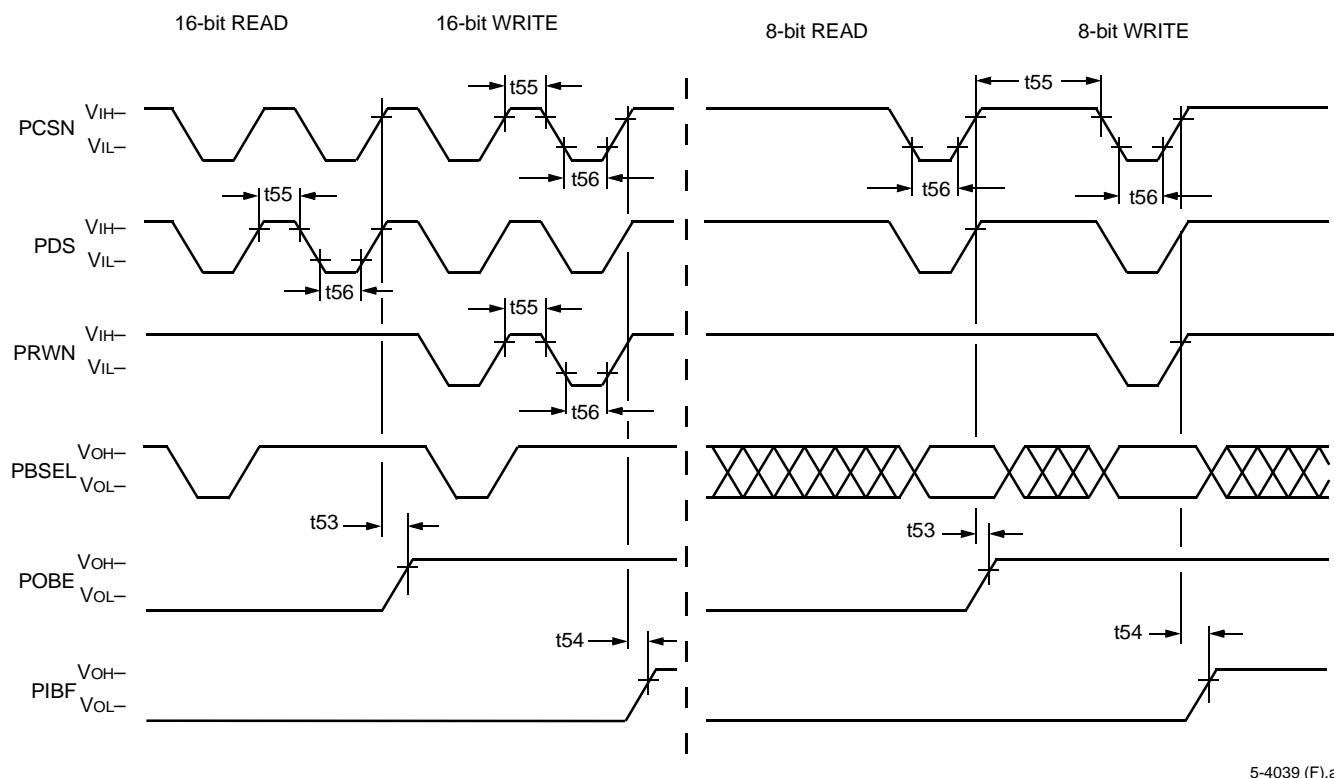 16-bit READ 16-bit WRITE 8-bit READ 8-bit WRITE
t55 t55
PCSN VIH–
VIL–
t56 t56 t56
t55
PDS VIH–
VIL–
t56
t55
PRWN VIH–
VIL–
t56
PBSEL VOH–
VOL–
t53 t53
POBE VOH–
VOL–
t54 t54
PIBF VOH–
VOL–
5-4039 (F).a